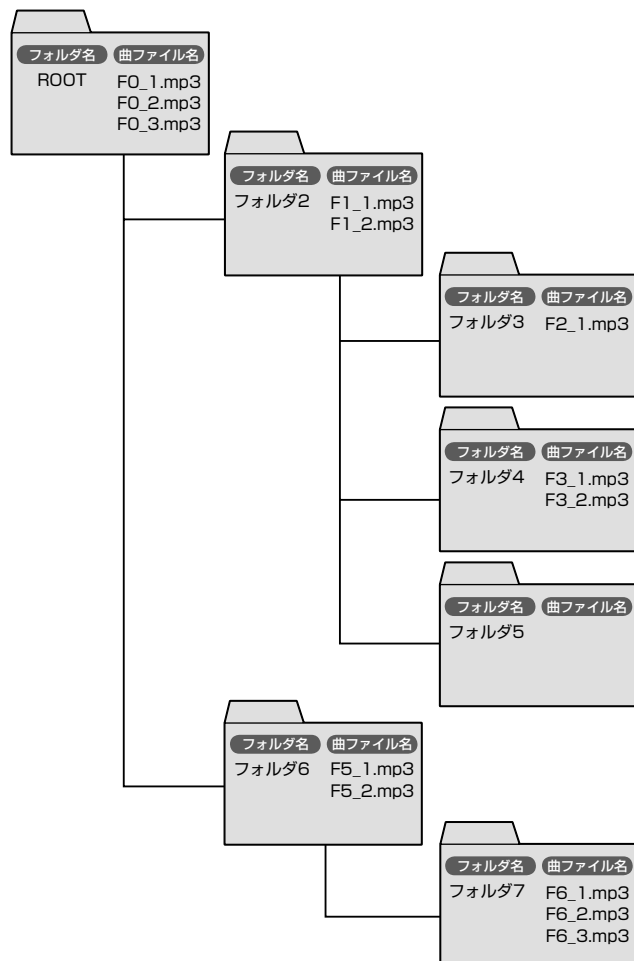 フォルダ名 曲ファイル名
ROOT F0_1.mp3
F0_2.mp3
F0_3.mp3
フォルダ名 曲ファイル名
フォルダ2 F1_1.mp3
F1_2.mp3
フォルダ名 曲ファイル名
フォルダ3 F2_1.mp3
フォルダ名 曲ファイル名
フォルダ4 F3_1.mp3
F3_2.mp3
フォルダ名 曲ファイル名
フォルダ5
フォルダ名 曲ファイル名
フォルダ6 F5_1.mp3
F5_2.mp3
フォルダ名 曲ファイル名
フォルダ7 F6_1.mp3
F6_2.mp3
F6_3.mp3